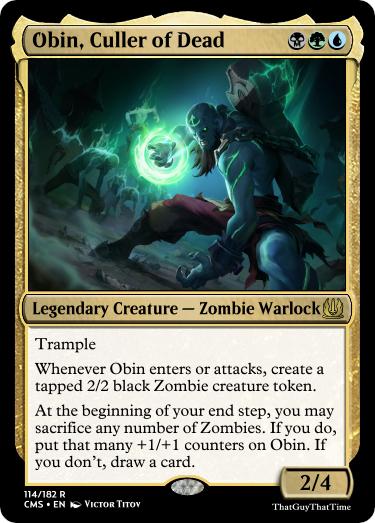 Obin, Culler of Dead
Legendary Creature — Zombie Warlock
Trample
Whenever Obin enters or attacks, create a
tapped 2/2 black Zombie creature token.
At the beginning of your end step, you may
sacrifice any number of Zombies. If you do,
put that many +1/+1 counters on Obin. If
you don't, draw a card.
2/4
114/182 R
CMS • EN Victor Titov
ThatGuyThatTime